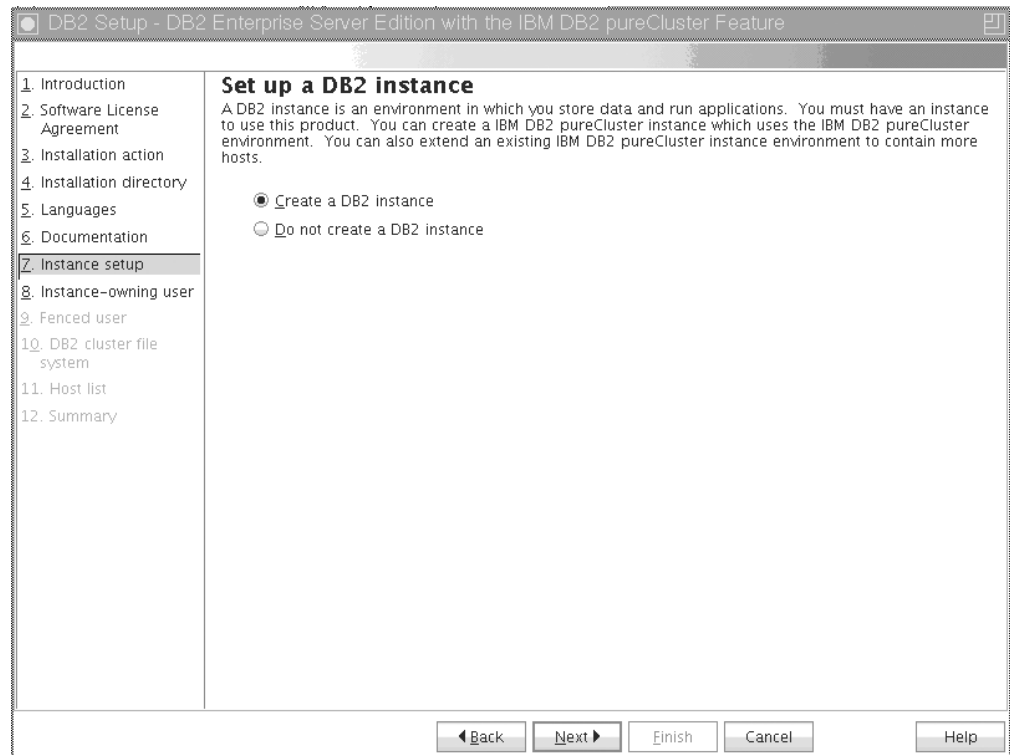 DB2 Setup - DB2 Enterprise Server Edition with the IBM DB2 pureCluster Feature
1. Introduction
2. Software License
Agreement
3. Installation action
4. Installation directory
5. Languages
6. Documentation
7. Instance setup
8. Instance-owning user
9. Fenced user
10. DB2 cluster file
system
11. Host list
12. Summary
Set up a DB2 instance
A DB2 instance is an environment in which you store data and run applications. You must have an instance
to use this product. You can create a IBM DB2 pureCluster instance which uses the IBM DB2 pureCluster
environment. You can also extend an existing IBM DB2 pureCluster instance environment to contain more
hosts.
Create a DB2 instance
Do not create a DB2 instance
Back Next Finish Cancel Help